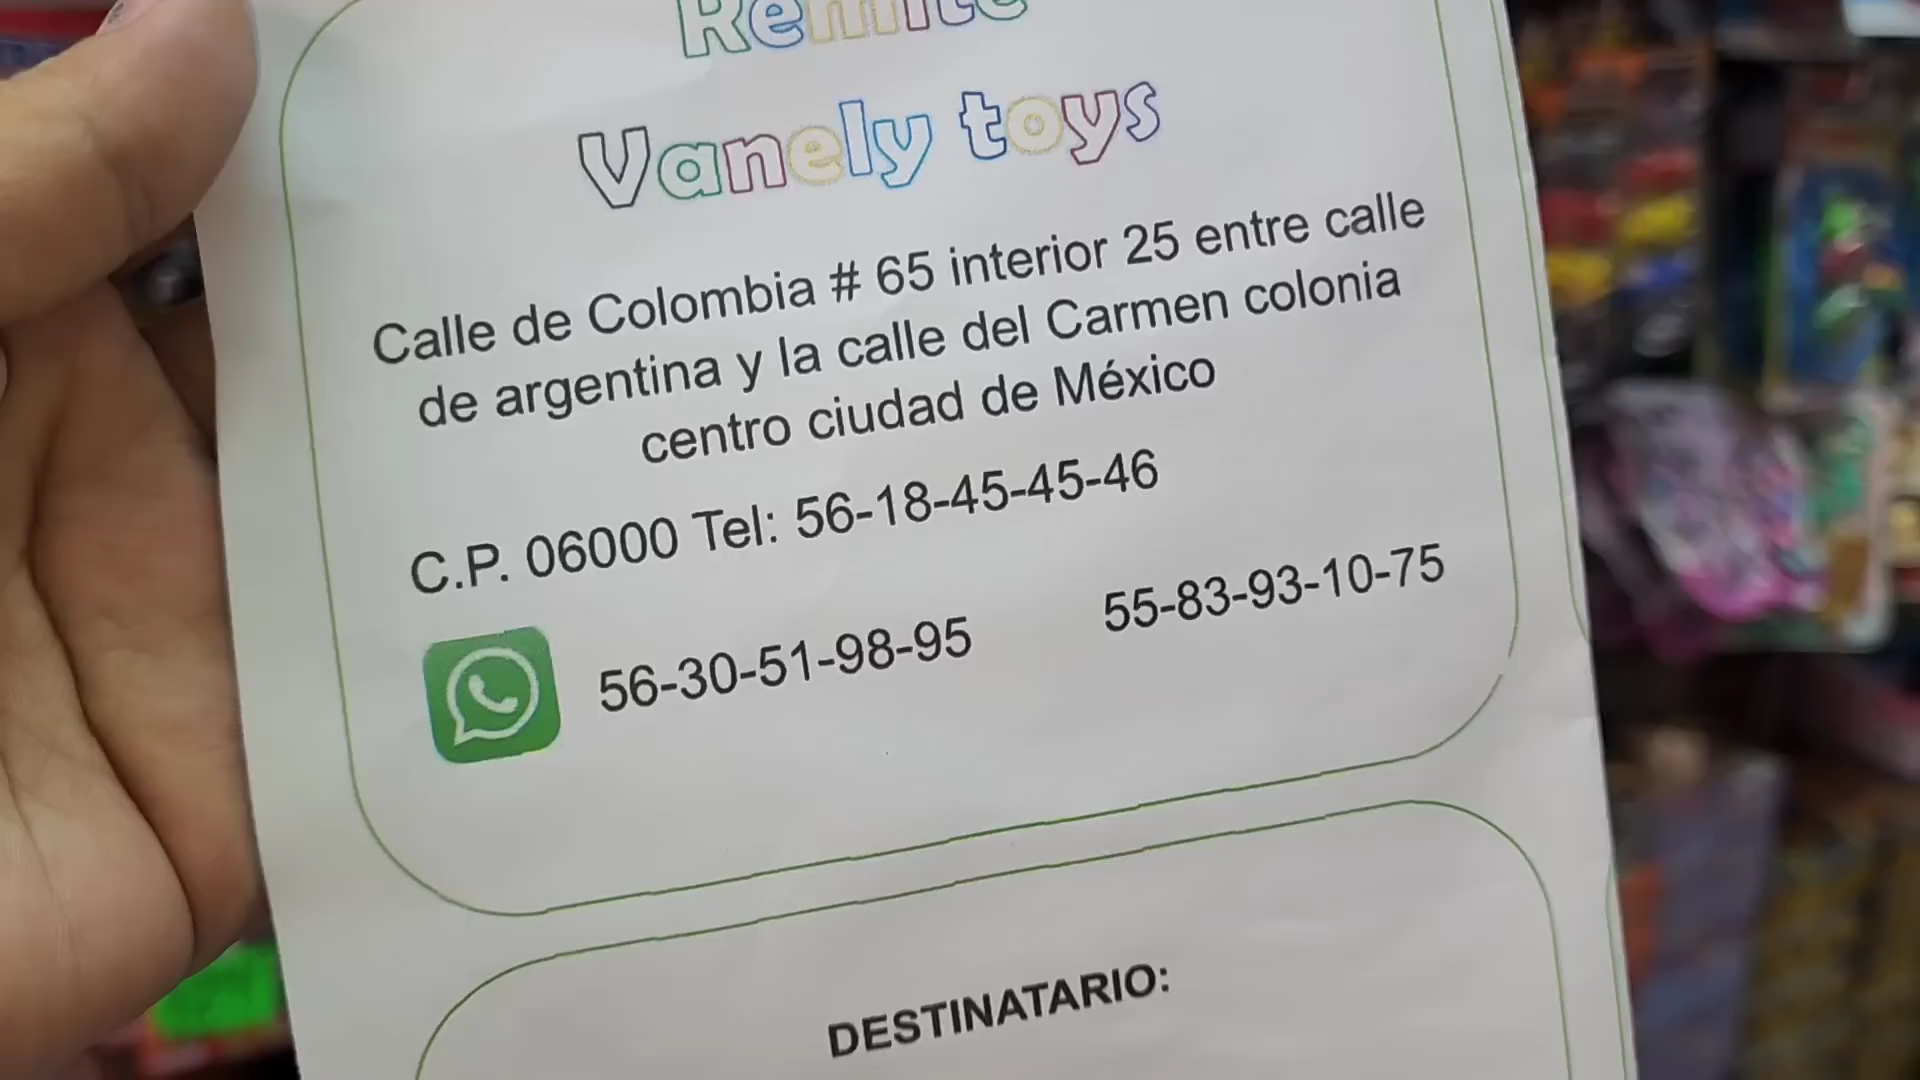 Remite
Vanely toys
Calle de Colombia # 65 interior 25 entre calle
de argentina y la calle del Carmen colonia
centro ciudad de México
C.P. 06000 Tel: 56-18-45-45-46
56-30-51-98-95 55-83-93-10-75
DESTINATARIO: